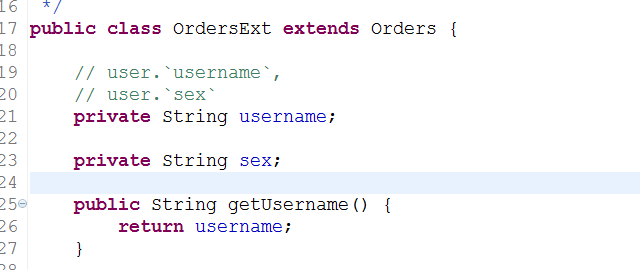 16 */
17 public class OrdersExt extends Orders {
18
19 // user.`username`,
20 // user.`sex`
21 private String username;
22
23 private String sex;
24
25 public String getUsername() {
26 return username;
27 }
28